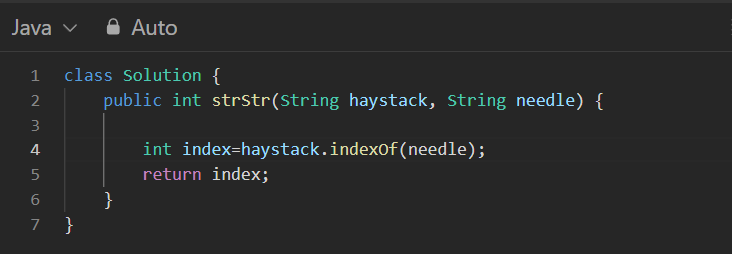 Java Auto
1 class Solution {
2 public int strStr(String haystack, String needle) {
3
4 int index=haystack.indexOf(needle);
5 return index;
6 }
7 }